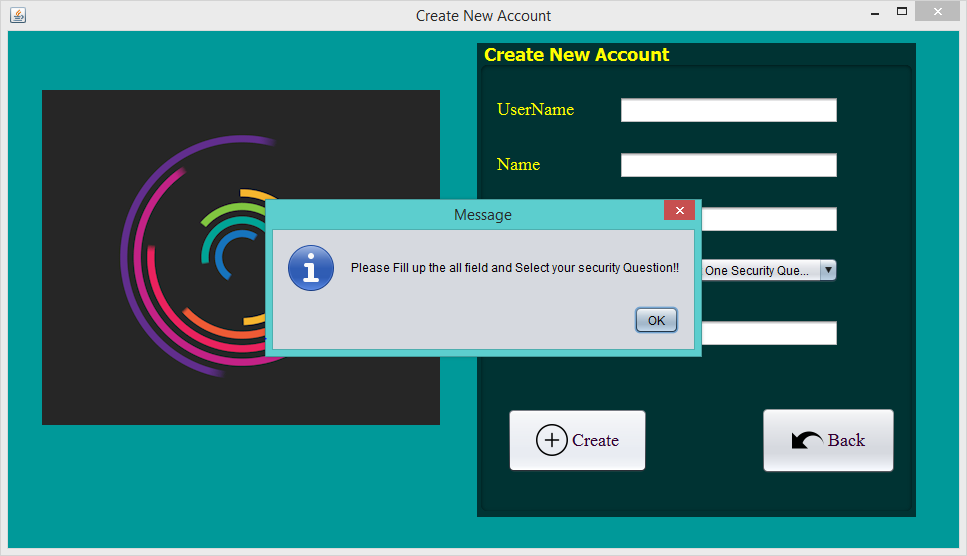 Create New Account
Create New Account
UserName
Name
Message
Please Fill up the all field and Select your security Question!!
One Security Que...
OK
Create
Back